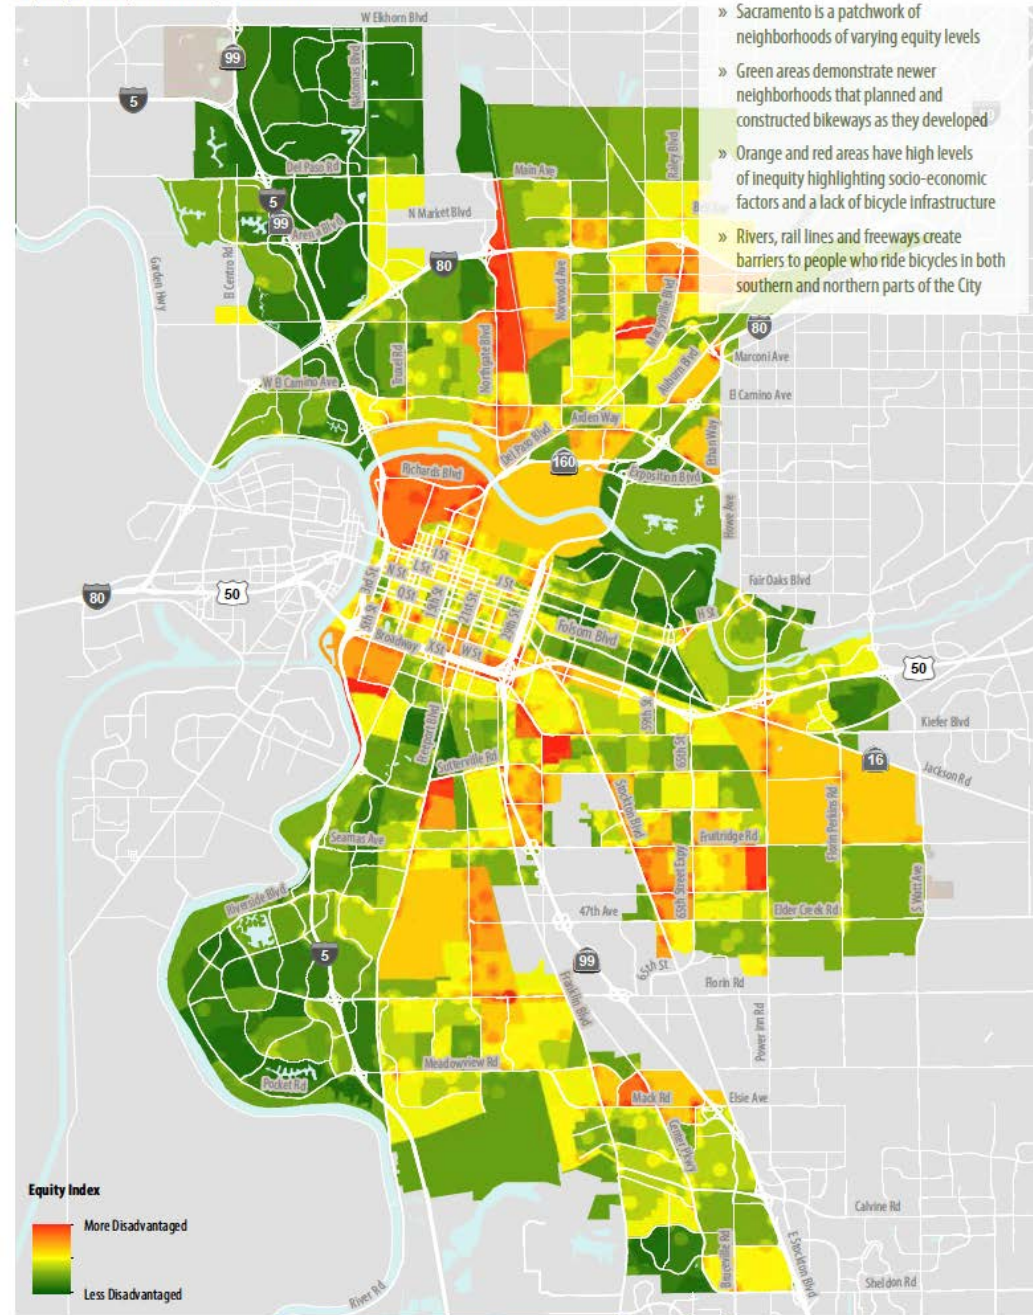 » Sacramento is a patchwork of
neighborhoods of varying equity levels
» Green areas demonstrate newer
neighborhoods that planned and
constructed bikeways as they developed
» Orange and red areas have high levels
of inequity highlighting socio-economic
factors and a lack of bicycle infrastructure
» Rivers, rail lines and freeways create
barriers to people who ride bicycles in both
southern and northern parts of the City
W Elkhorn Blvd
99
Natomas Blvd
5
Raley Blvd
Del Paso Rd
Main Ave
5
99
N Market Blvd
Arena Blvd
El Centro Rd
Garden Hwy
80
Norwood Ave
Marysville Blvd
80
Truxel Rd
Northgate Blvd
Auburn Blvd
Marconi Ave
W El Camino Ave
El Camino Ave
Arden Way
Del Paso Blvd
Ethan Way
160
Richards Blvd
Exposition Blvd
Howe Ave
J St
L St
N St
J St
3rd St
Q St
19th St
21st St
29th St
5th St
Fair Oaks Blvd
80
50
H St
Folsom Blvd
Broadway
X St
W St
50
59th St
Freeport Blvd
65th St
Kiefer Blvd
Sutterville Rd
16
Jackson Rd
Stockton Blvd
Florin Perkins Rd
Seamas Ave
Fruitridge Rd
65th Street Expy
S Watt Ave
Riverside Blvd
47th Ave
Elder Creek Rd
5
99
65th St
Florin Rd
Franklin Blvd
Power Inn Rd
Meadowview Rd
Pocket Rd
Mack Rd
Elsie Ave
Center Pkwy
Equity Index
More Disadvantaged
Less Disadvantaged
Calvine Rd
Bruceville Rd
E Stockton Blvd
Sheldon Rd
River Rd